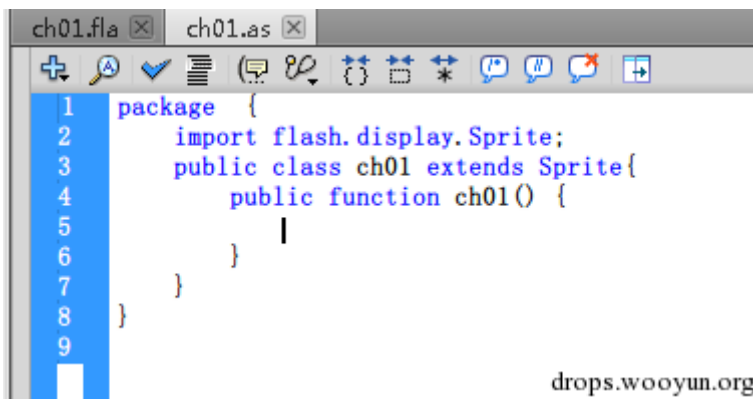 ch01.fla ch01.as
1 package {
2 import flash.display.Sprite;
3 public class ch01 extends Sprite{
4 public function ch01() {
5
6 }
7 }
8 }
9
drops.wooyun.org